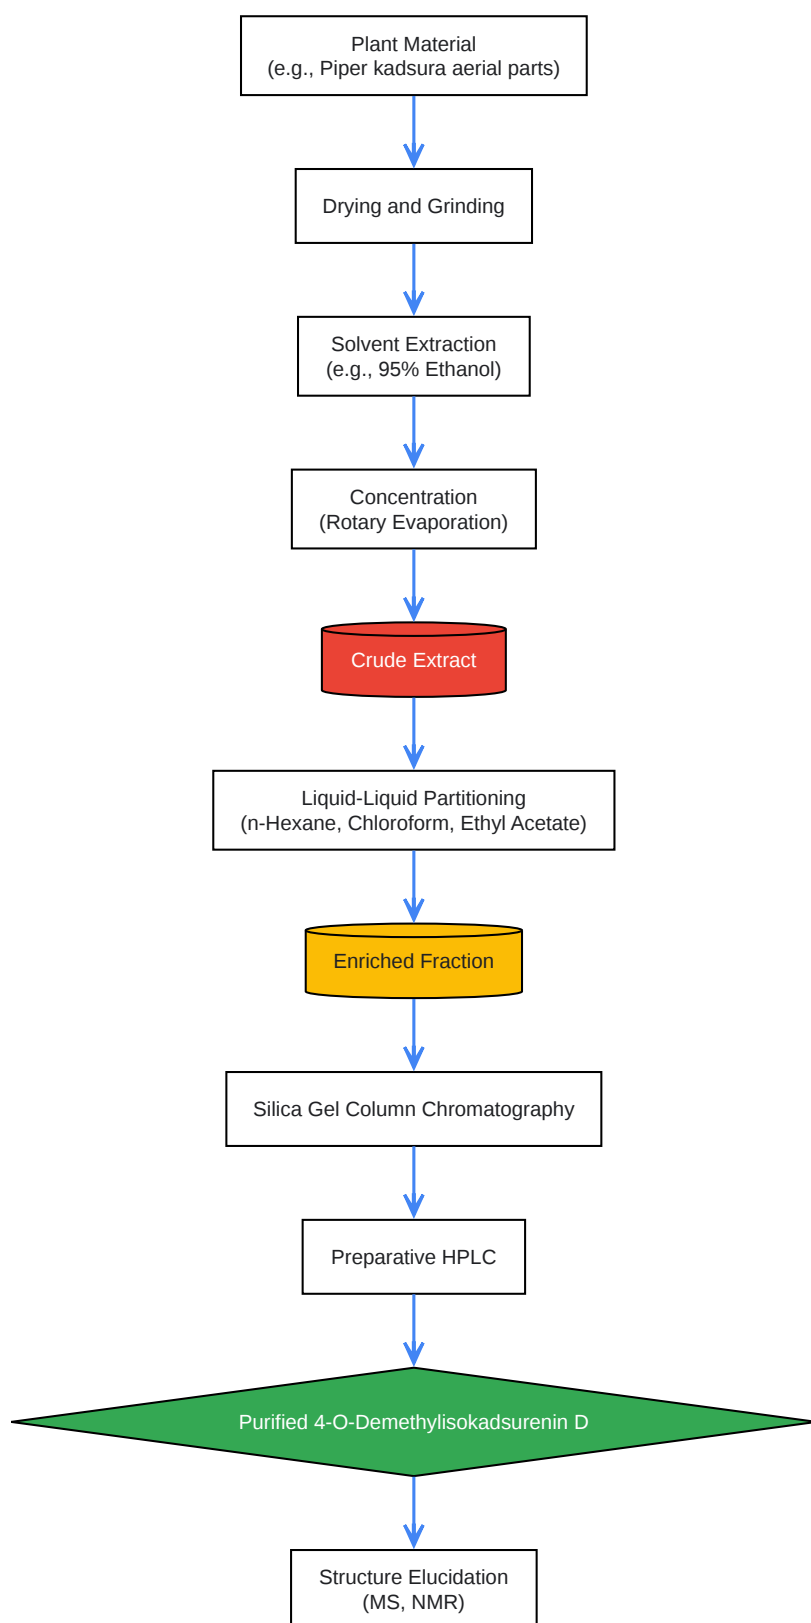 Plant Material
(e.g., Piper kadsura aerial parts)
Drying and Grinding
Solvent Extraction
(e.g., 95% Ethanol)
Concentration
(Rotary Evaporation)
Crude Extract
Liquid-Liquid Partitioning
(n-Hexane, Chloroform, Ethyl Acetate)
Enriched Fraction
Silica Gel Column Chromatography
Preparative HPLC
Purified 4-O-Demethylisokadsurenin D
Structure Elucidation
(MS, NMR)